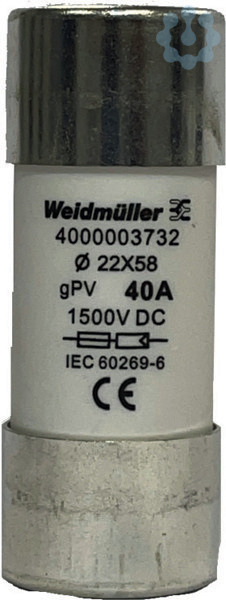 Weidmüller
4000003732
Ø 22X58
gPV 40A
1500V DC
IEC 60269-6
CE